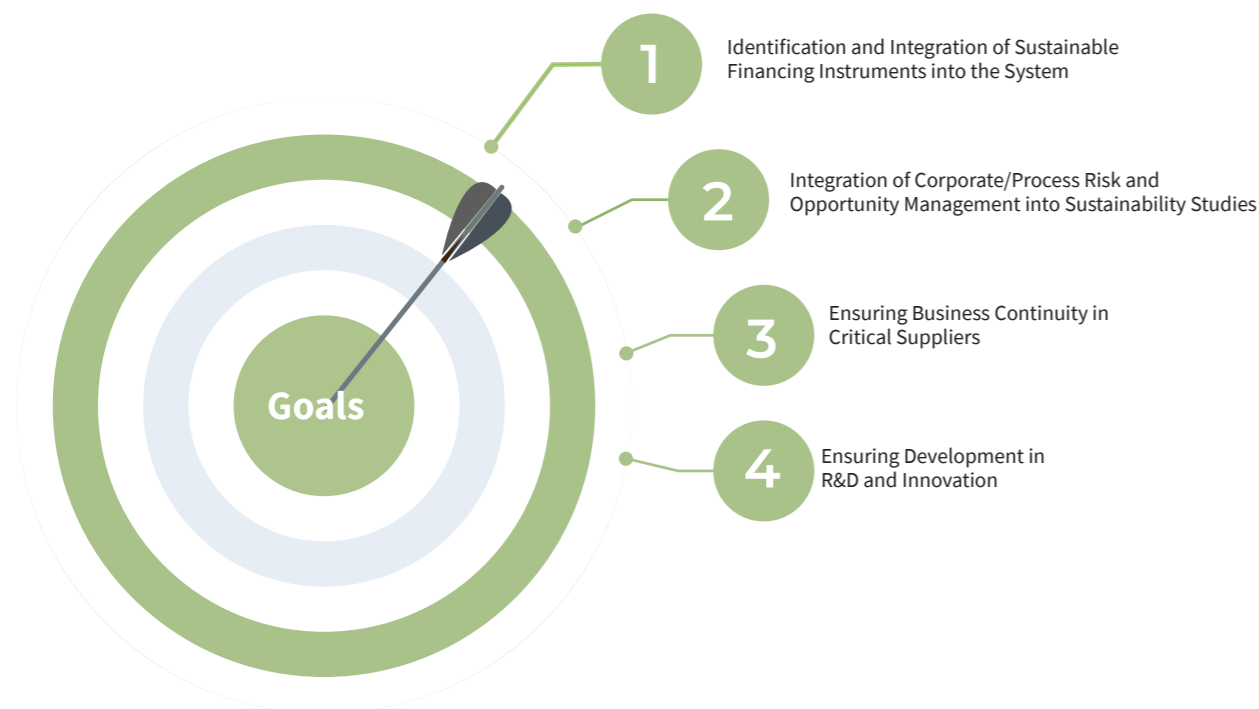 1
Identification and Integration of Sustainable
Financing Instruments into the System
2
Integration of Corporate/Process Risk and
Opportunity Management into Sustainability Studies
3
Ensuring Business Continuity in
Critical Suppliers
Goals
4
Ensuring Development in
R&D and Innovation